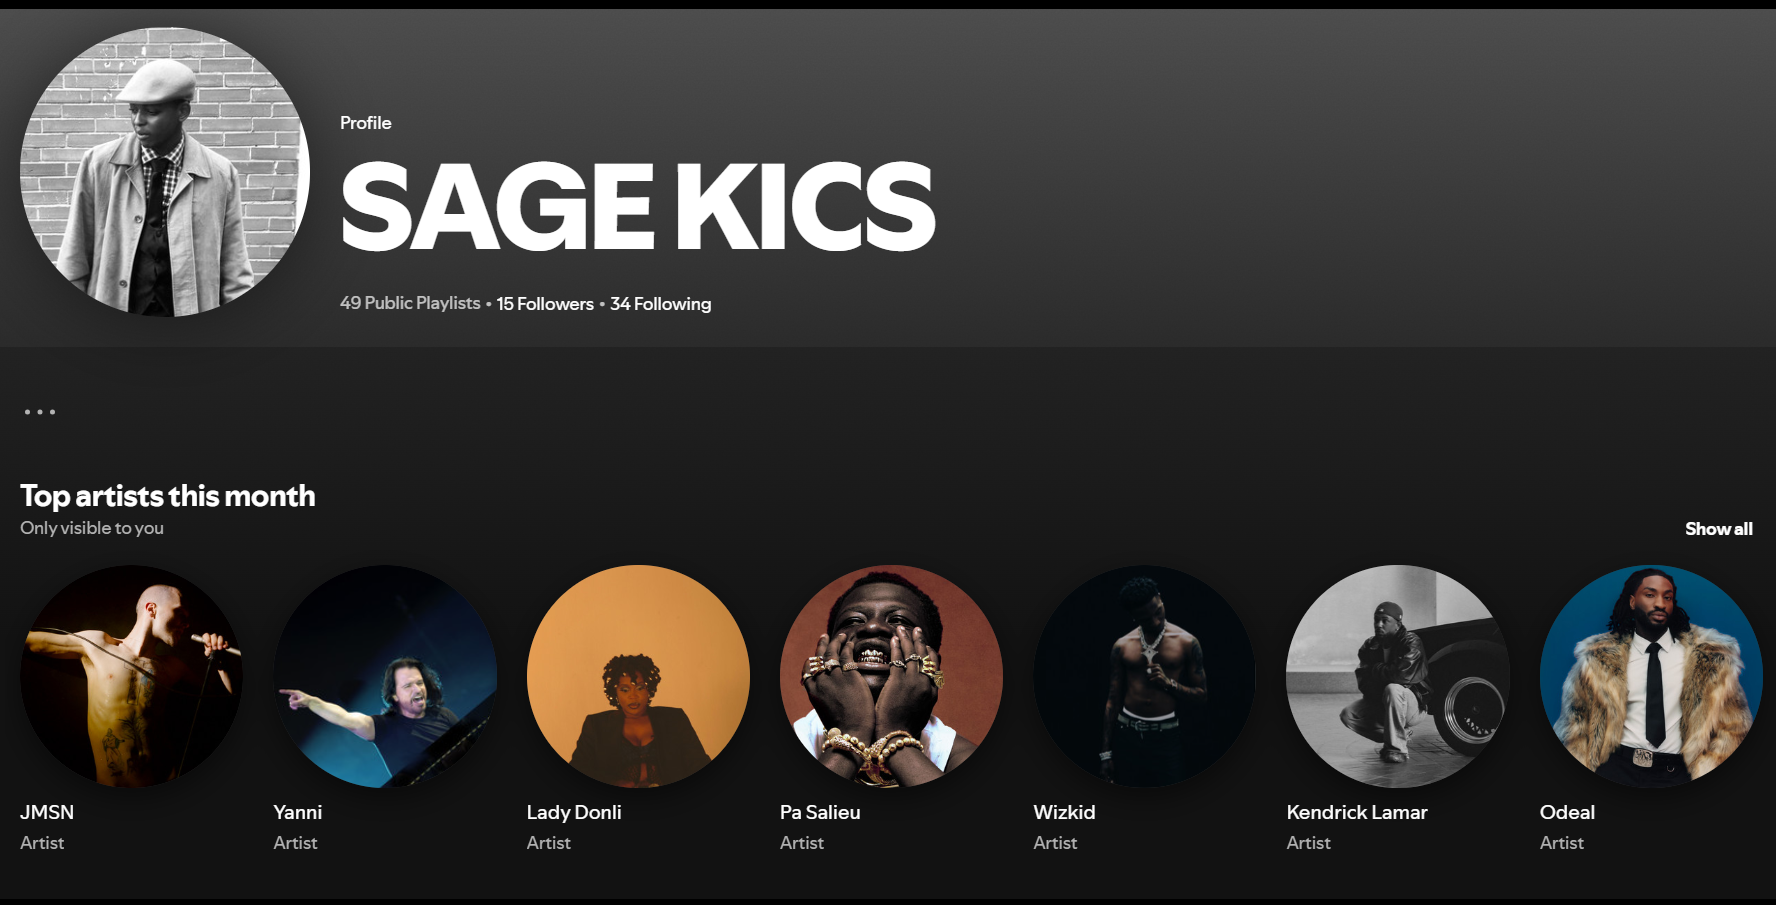 Profile
SAGE KICS
49 Public Playlists • 15 Followers • 34 Following
Top artists this month
Only visible to you
Show all
JMSN
Artist
Yanni
Artist
Lady Donli
Artist
Pa Salieu
Artist
Wizkid
Artist
Kendrick Lamar
Artist
Odeal
Artist